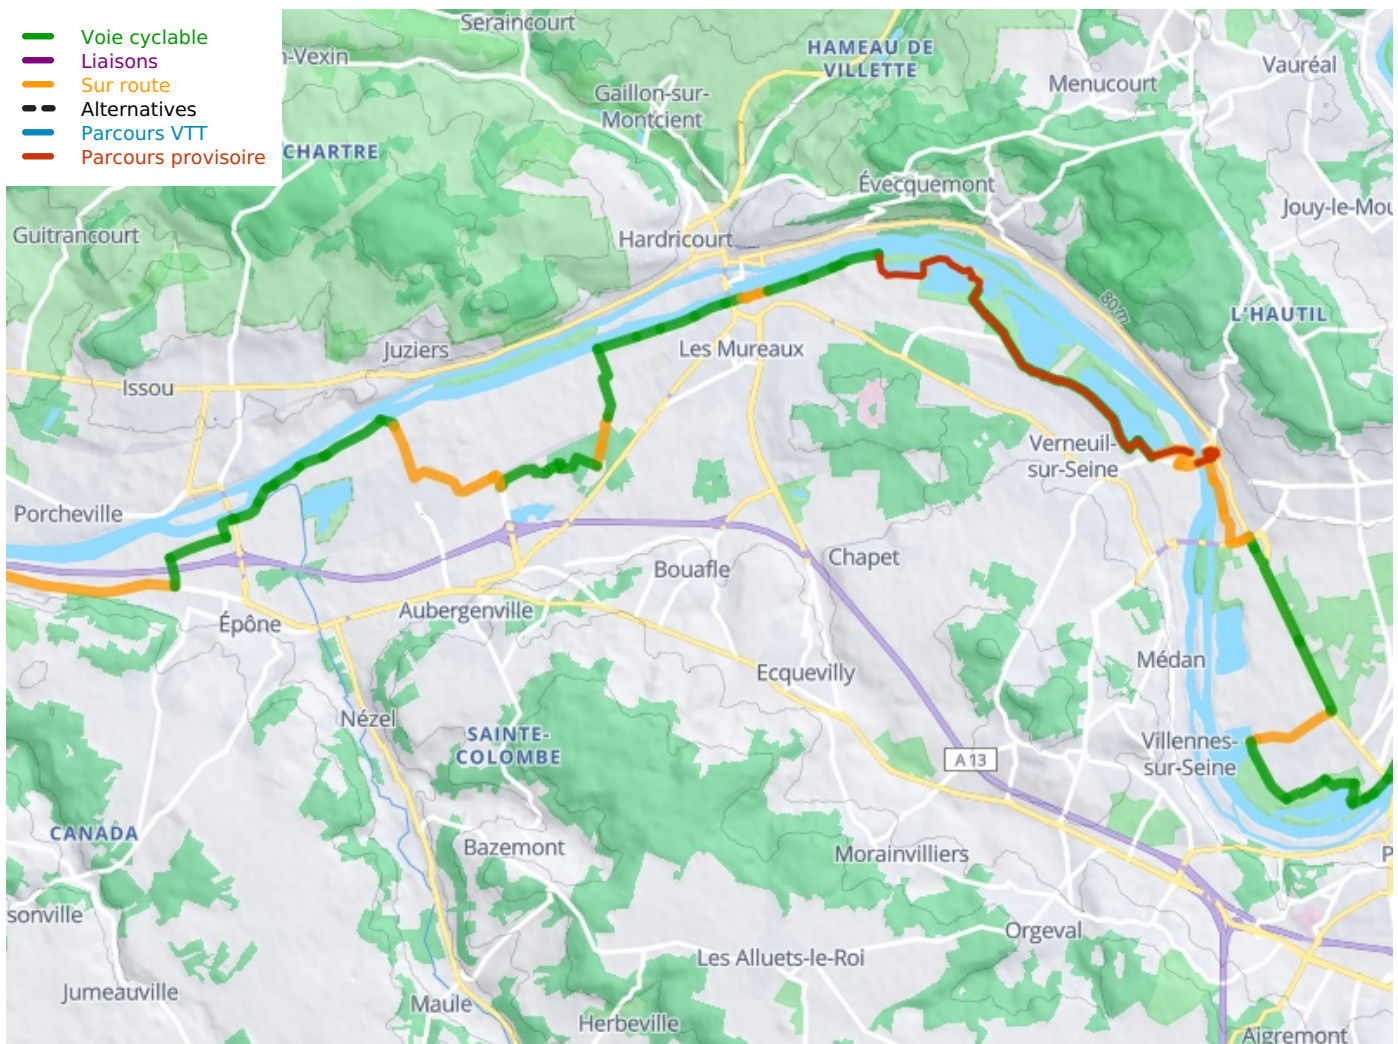 Voie cyclable
Liaisons
Sur route
Alternatives
Parcours VTT
Parcours provisoire
Seraincourt
n-Vexin
HAMEAU DE
VILLETTE
Vauréal
Menucourt
Gaillon-sur-
Montcient
CHARTRE
Évecquemont
Jouy-le-Mou
Guitrancourt
Hardricourt
80 m
L'HAUTIL
Juziers
Les Mureaux
Issou
Verneuil-
sur-Seine
Porcheville
Chapet
Bouafle
Aubergenville
Épône
Médan
Ecquevilly
Nézel
SAINTE-
COLOMBE
Villennes-
sur-Seine
A 13
CANADA
Bazemont
Morainvilliers
P
sonville
Orgeval
Les Alluets-le-Roi
Jumeauville
Maule
Herbeville
Aigremont